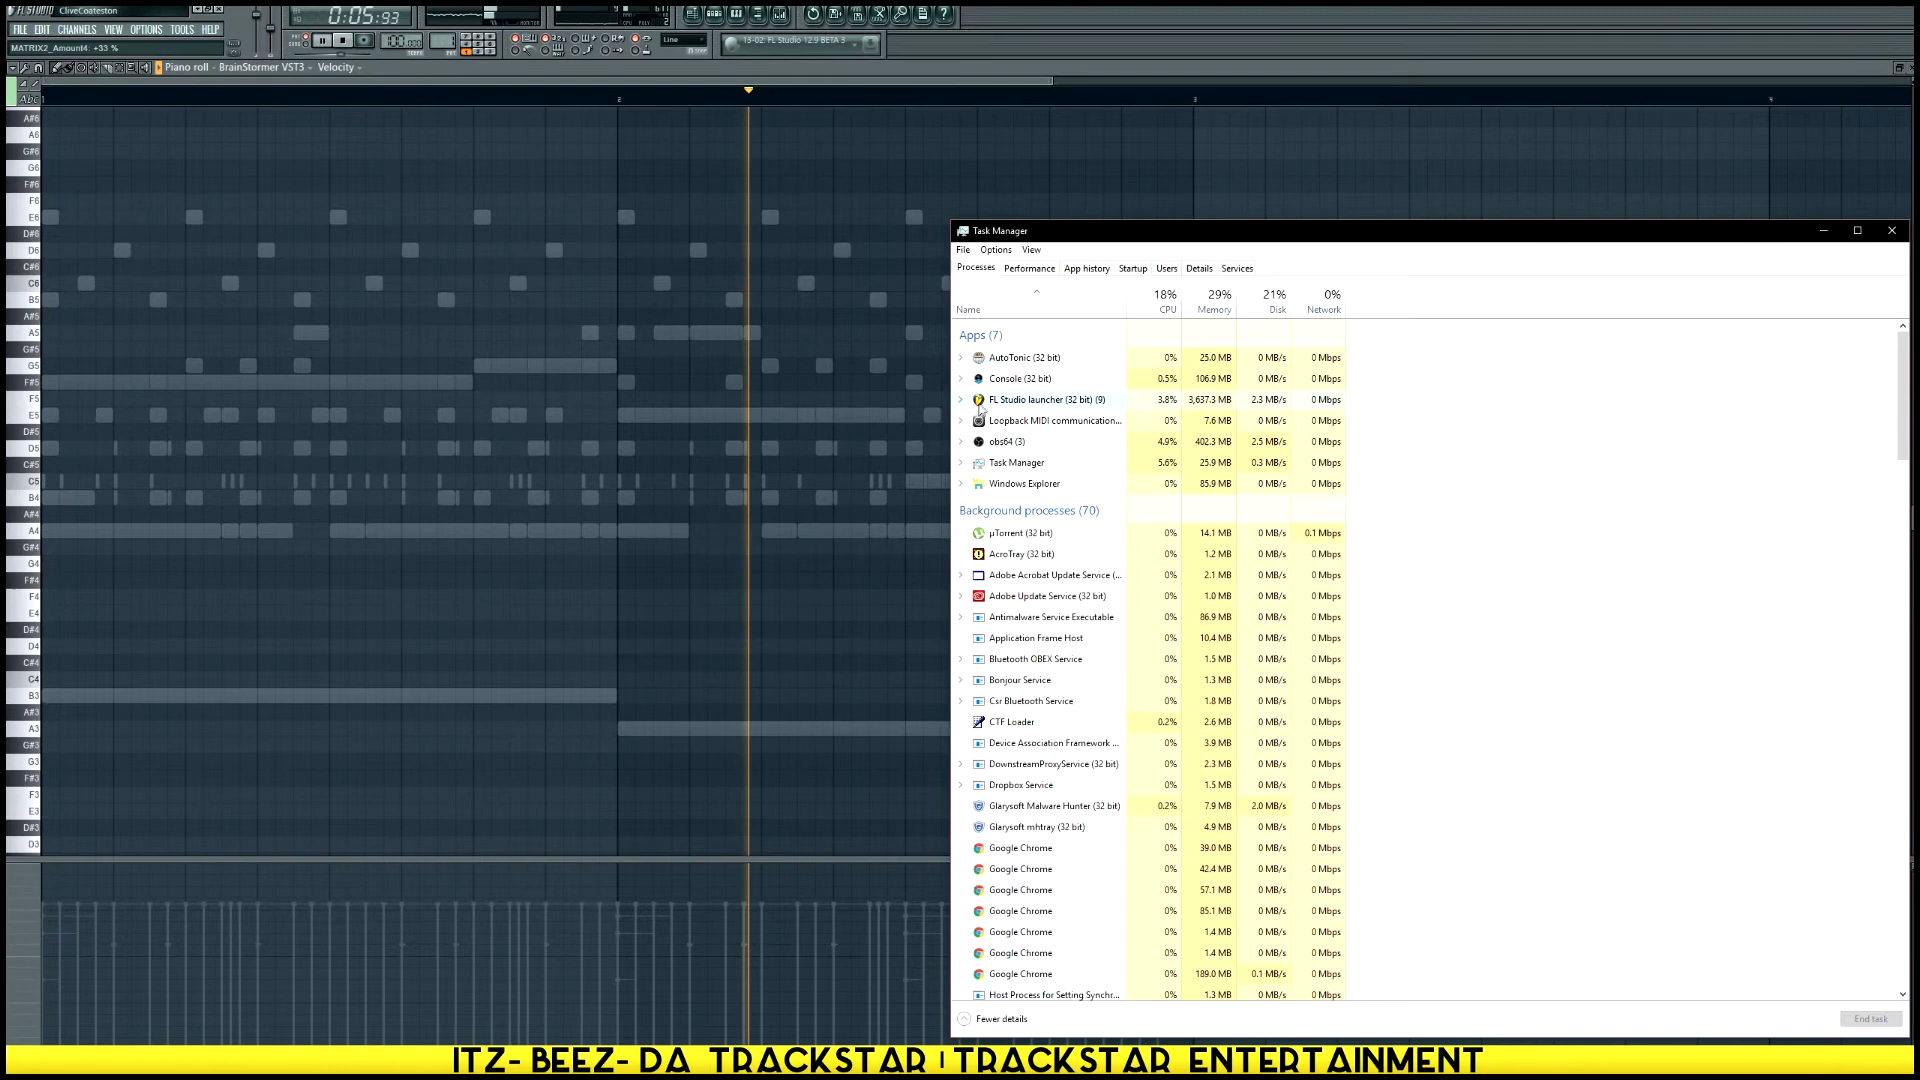 FL STUDIO CliveCoateston
0:05:93
FILE EDIT CHANNELS VIEW OPTIONS TOOLS HELP
100.000
Line
13-02: FL Studio 12.9 BETA 3
MATRIX2_Amount4: +33 %
Piano roll - BrainStormer VST3 - Velocity
Abc
1 2 3 4
A#6
A6
G#6
G6
F#6
F6
E6
D#6
D6
C#6
C6
B5
A#5
A5
G#5
G5
F#5
F5
E5
D#5
D5
C#5
C5
B4
A#4
A4
G#4
G4
F#4
F4
E4
D#4
D4
C#4
C4
B3
A#3
A3
G#3
G3
F#3
F3
E3
D#3
D3
Task Manager
File Options View
Processes Performance App history Startup Users Details Services
18% 29% 21% 0%
Name CPU Memory Disk Network
Apps (7)
AutoTonic (32 bit) 0% 25.0 MB 0 MB/s 0 Mbps
Console (32 bit) 0.5% 106.9 MB 0 MB/s 0 Mbps
FL Studio launcher (32 bit) (9) 3.8% 3,637.3 MB 2.3 MB/s 0 Mbps
Loopback MIDI communication... 0% 7.6 MB 0 MB/s 0 Mbps
obs64 (3) 4.9% 402.3 MB 2.5 MB/s 0 Mbps
Task Manager 5.6% 25.9 MB 0.3 MB/s 0 Mbps
Windows Explorer 0% 85.9 MB 0 MB/s 0 Mbps
Background processes (70)
µTorrent (32 bit) 0% 14.1 MB 0 MB/s 0.1 Mbps
AcroTray (32 bit) 0% 1.2 MB 0 MB/s 0 Mbps
Adobe Acrobat Update Service (... 0% 2.1 MB 0 MB/s 0 Mbps
Adobe Update Service (32 bit) 0% 1.0 MB 0 MB/s 0 Mbps
Antimalware Service Executable 0% 86.9 MB 0 MB/s 0 Mbps
Application Frame Host 0% 10.4 MB 0 MB/s 0 Mbps
Bluetooth OBEX Service 0% 1.5 MB 0 MB/s 0 Mbps
Bonjour Service 0% 1.3 MB 0 MB/s 0 Mbps
Csr Bluetooth Service 0% 1.8 MB 0 MB/s 0 Mbps
CTF Loader 0.2% 2.6 MB 0 MB/s 0 Mbps
Device Association Framework ... 0% 3.9 MB 0 MB/s 0 Mbps
DownstreamProxyService (32 bit) 0% 2.3 MB 0 MB/s 0 Mbps
Dropbox Service 0% 1.5 MB 0 MB/s 0 Mbps
Glarysoft Malware Hunter (32 bit) 0.2% 7.9 MB 2.0 MB/s 0 Mbps
Glarysoft mhtray (32 bit) 0% 4.9 MB 0 MB/s 0 Mbps
Google Chrome 0% 39.0 MB 0 MB/s 0 Mbps
Google Chrome 0% 42.4 MB 0 MB/s 0 Mbps
Google Chrome 0% 57.1 MB 0 MB/s 0 Mbps
Google Chrome 0% 85.1 MB 0 MB/s 0 Mbps
Google Chrome 0% 1.4 MB 0 MB/s 0 Mbps
Google Chrome 0% 1.4 MB 0 MB/s 0 Mbps
Google Chrome 0% 189.0 MB 0.1 MB/s 0 Mbps
Host Process for Setting Synchr... 0% 1.3 MB 0 MB/s 0 Mbps
Fewer details
End task
ITZ-BEEZ-DA TRACKSTAR | TRACKSTAR ENTERTAINMENT